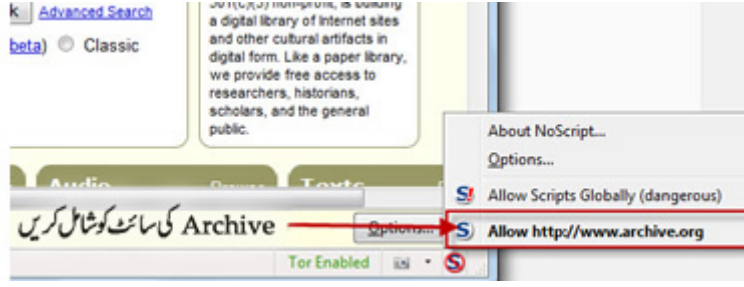 k Advanced Search
beta) Classic
501(c)(3) non-profit, is building
a digital library of Internet sites
and other cultural artifacts in
digital form. Like a paper library,
we provide free access to
researchers, historians,
scholars, and the general
public.
About NoScript...
Options...
Allow Scripts Globally (dangerous)
Allow http://www.archive.org
Audio
Texts
Archive کی سائٹ کو شامل کریں
Options...
Tor Enabled